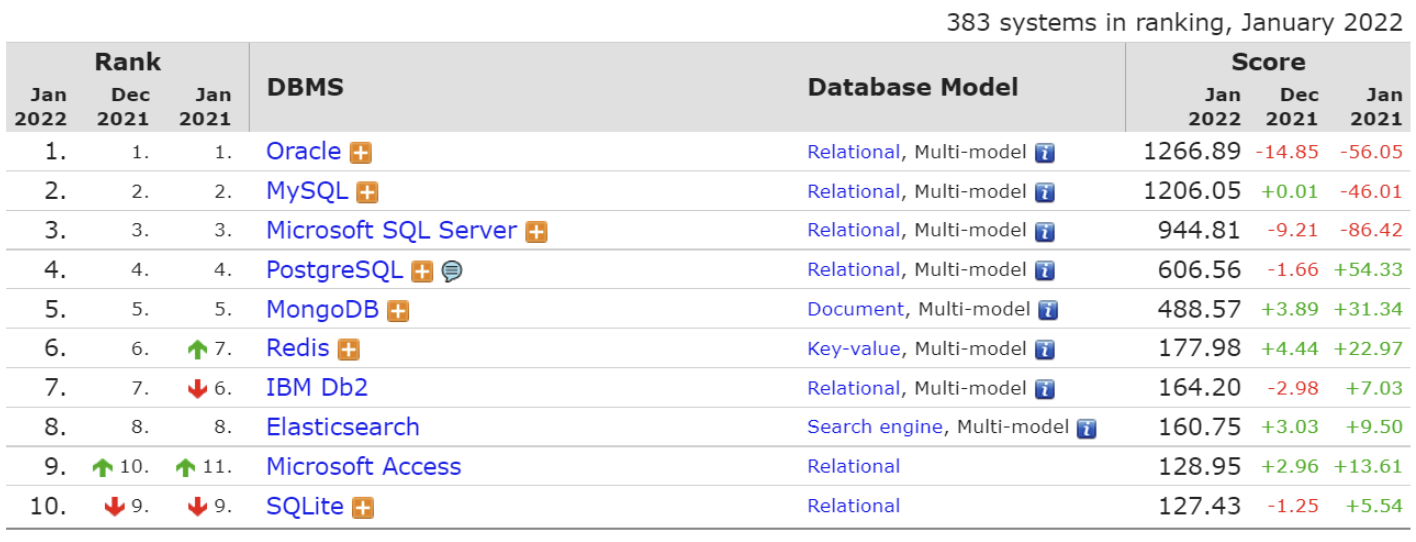 383 systems in ranking, January 2022
Rank DBMS Database Model Score
Jan 2022 Dec 2021 Jan 2021 Jan 2022 Dec 2021 Jan 2021
1. 1. 1. Oracle Relational, Multi-model 1266.89 -14.85 -56.05
2. 2. 2. MySQL Relational, Multi-model 1206.05 +0.01 -46.01
3. 3. 3. Microsoft SQL Server Relational, Multi-model 944.81 -9.21 -86.42
4. 4. 4. PostgreSQL Relational, Multi-model 606.56 -1.66 +54.33
5. 5. 5. MongoDB Document, Multi-model 488.57 +3.89 +31.34
6. 6. 7. Redis Key-value, Multi-model 177.98 +4.44 +22.97
7. 7. 6. IBM Db2 Relational, Multi-model 164.20 -2.98 +7.03
8. 8. 8. Elasticsearch Search engine, Multi-model 160.75 +3.03 +9.50
9. 10. 11. Microsoft Access Relational 128.95 +2.96 +13.61
10. 9. 9. SQLite Relational 127.43 -1.25 +5.54